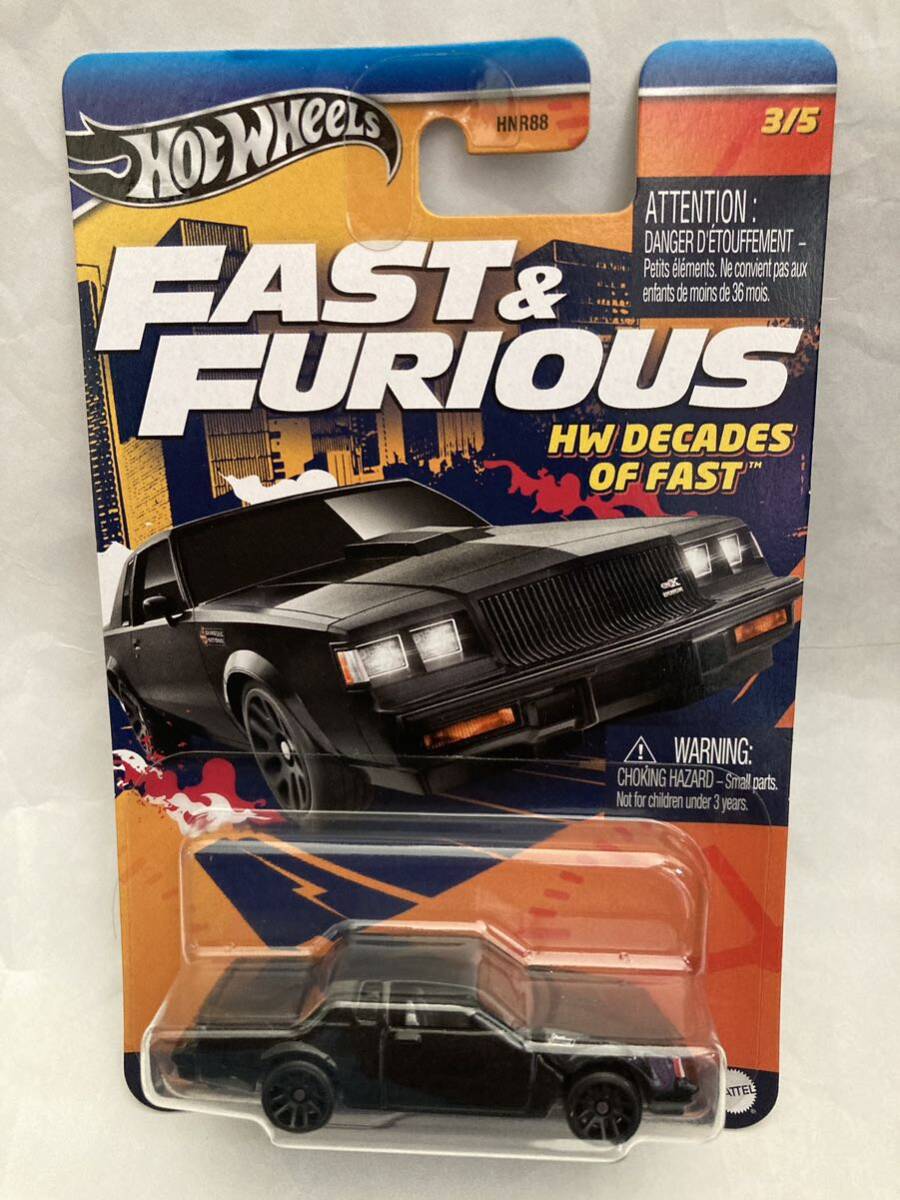 HOT WHEELS
HNR88
3/5
ATTENTION :
DANGER D'ÉTOUFFEMENT –
Petits éléments. Ne convient pas aux
enfants de moins de 36 mois.
FAST &
FURIOUS
HW DECADES
OF FAST™
WARNING:
CHOKING HAZARD – Small parts.
Not for children under 3 years.